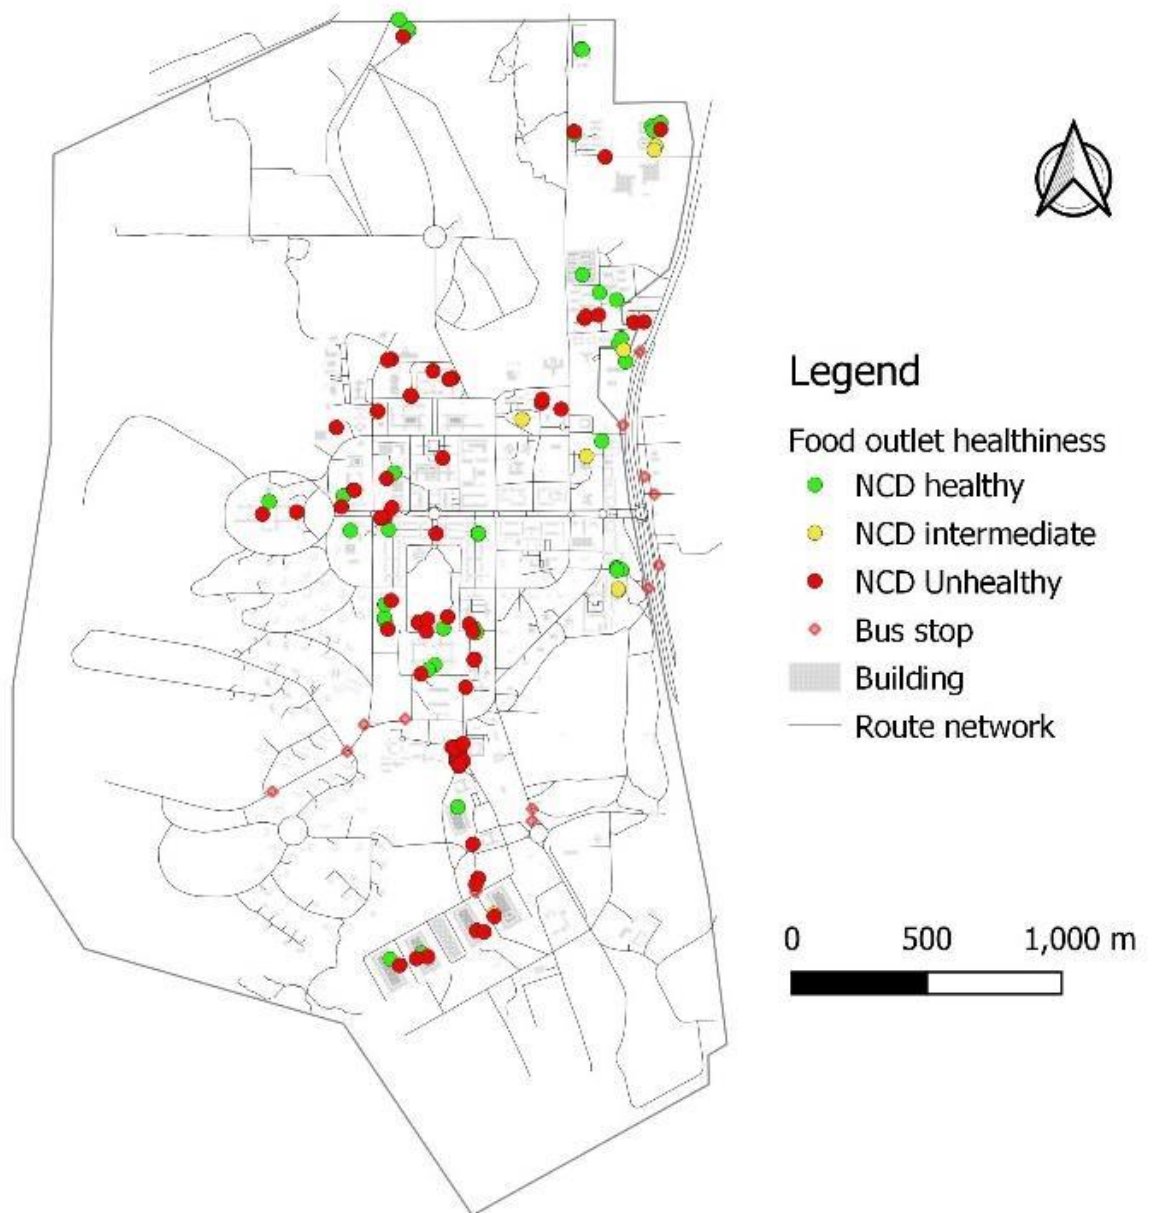 Legend
Food outlet healthiness
NCD healthy
NCD intermediate
NCD Unhealthy
Bus stop
Building
Route network
0 500 1,000 m